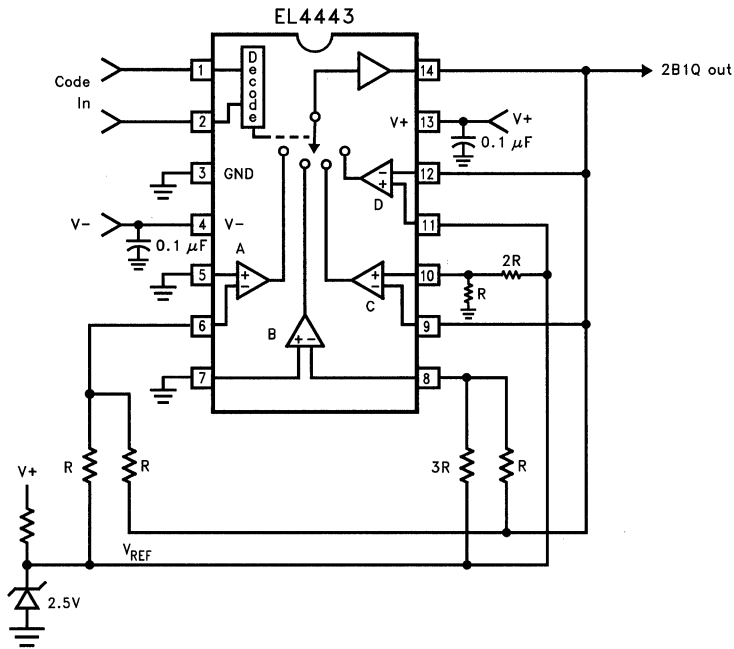 EL4443
Decode
Code
In
1
14
2B1Q out
2
V+
13
V+
0.1 μF
3
GND
12
- +
D
V-
4
V-
11
0.1 μF
A
5
+ -
10
+ -
C
2R
R
6
B
9
+ -
7
8
R
R
3R
R
V+
VREF
2.5V